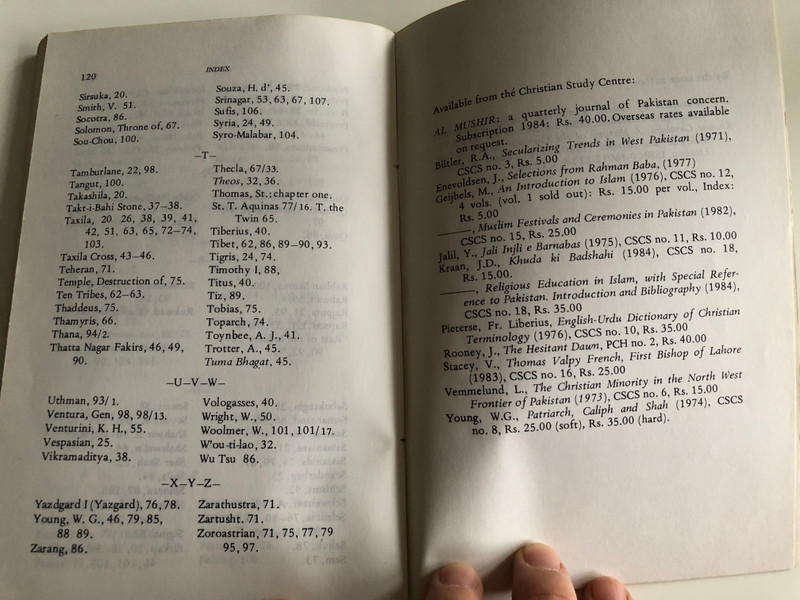 120
INDEX
Sirsuka, 20.
Smith, V. 51.
Socotra, 86.
Solomon, Throne of, 67.
Sou-Chou, 100.
Souza, H. d', 45.
Srinagar, 53, 63, 67, 107.
Sufis, 106.
Syria, 24, 49.
Syro-Malabar, 104.
—T—
Tamburlane, 22, 98.
Tangut, 100.
Takashila, 20.
Takt-i-Bahi Stone, 37—38.
Taxila, 20 26, 38, 39, 41,
42, 51, 63, 65, 72—74,
103.
Taxila Cross, 43—46.
Teheran, 71.
Temple, Destruction of, 75.
Ten Tribes, 62—63.
Thaddeus, 75.
Thamyris, 66.
Thana, 94/2.
Thatta Nagar Fakirs, 46, 49,
90.
Thecla, 67/33.
Theos, 32, 36.
Thomas, St.; chapter one.
St. T. Aquinas 77/16. T. the
Twin 65.
Tiberius, 40.
Tibet, 62, 86, 89—90, 93.
Tigris, 24, 74.
Timothy I, 88,
Titus, 40.
Tiz, 89.
Tobias, 75.
Toparch, 74.
Toynbee, A. J., 41.
Trotter, A., 45.
Tuma Bhagat, 45.
—U—V—W—
Uthman, 93/1.
Ventura, Gen, 98, 98/13.
Venturini, K. H., 55.
Vespasian, 25.
Vikramaditya, 38.
Vologasses, 40.
Wright, W., 50.
Woolmer, W., 101, 101/17.
W'ou-ti-lao, 32.
Wu Tsu 86.
—X—Y—Z—
Yazdgard I (Yazgard), 76, 78.
Young, W. G., 46, 79, 85,
88 89.
Zarang, 86.
Zarathustra, 71.
Zartusht. 71.
Zoroastrian, 71, 75, 77, 79
95, 97.
Available from the Christian Study Centre:
AL MUSHIR: a quarterly journal of Pakistan concern.
Subscription 1984: Rs. 40.00. Overseas rates available
on request.
Bütler, R.A., Secularizing Trends in West Pakistan (1971),
CSCS no. 3, Rs. 5.00
Enevoldsen, J., Selections from Rahman Baba, (1977)
Geijbels, M., An Introduction to Islam (1976), CSCS no. 12,
4 vols. (vol. 1 sold out): Rs. 15.00 per vol., Index:
Rs. 5.00
———, Muslim Festivals and Ceremonies in Pakistan (1982),
CSCS no. 15, Rs. 25.00
Jalil, Y., Jali Injli e Barnabas (1975), CSCS no. 11, Rs. 10.00
Kraan, J.D., Khuda ki Badshahi (1984), CSCS no. 18,
Rs. 15.00.
———, Religious Education in Islam, with Special Refer-
ence to Pakistan. Introduction and Bibliography (1984),
CSCS no. 18, Rs. 35.00
Pieterse, Fr. Liberius, English-Urdu Dictionary of Christian
Terminology (1976), CSCS no. 10, Rs. 35.00
Rooney, J., The Hesitant Dawn, PCH no. 2, Rs. 40.00
Stacey, V., Thomas Valpy French, First Bishop of Lahore
(1983), CSCS no. 16, Rs. 25.00
Vemmelund, L., The Christian Minority in the North West
Frontier of Pakistan (1973), CSCS no. 6, Rs. 15.00
Young, W.G., Patriarch, Caliph and Shah (1974), CSCS
no. 8, Rs. 25.00 (soft), Rs. 35.00 (hard).